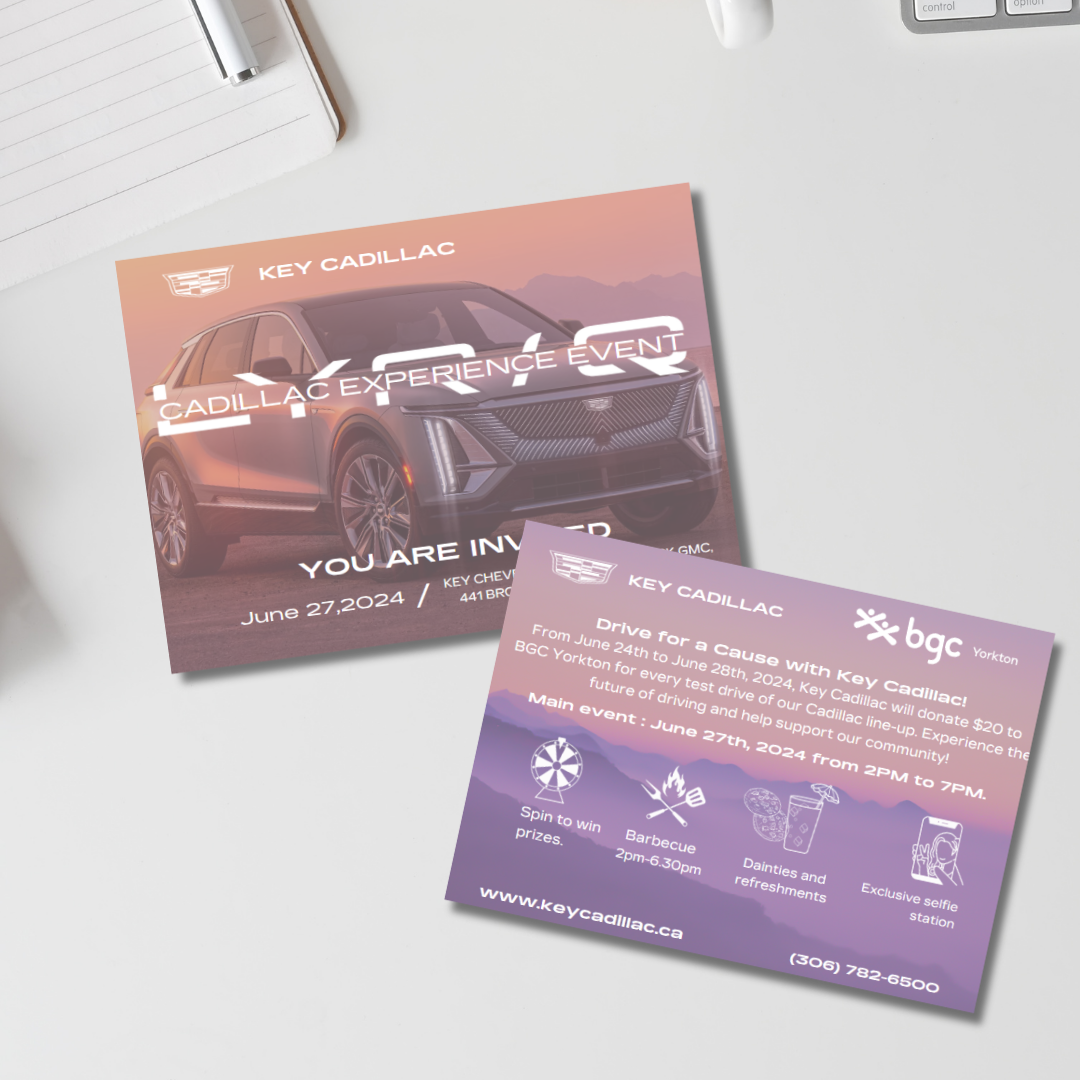 control
option
KEY CADILLAC
LYRIQ
CADILLAC EXPERIENCE EVENT
YOU ARE INV
ED
June 27,2024 /
KEY CHEV
GMC,
441 BRO
KEY CADILLAC
bgc Yorkton
Drive for a Cause with Key Cadillac!
From June 24th to June 28th, 2024, Key Cadillac will donate $20 to
BGC Yorkton for every test drive of our Cadillac line-up. Experience the
future of driving and help support our community!
Main event : June 27th, 2024 from 2PM to 7PM.
Spin to win
prizes.
Barbecue
2pm-6.30pm
Dainties and
refreshments
Exclusive selfie
station
www.keycadillac.ca
(306) 782-6500